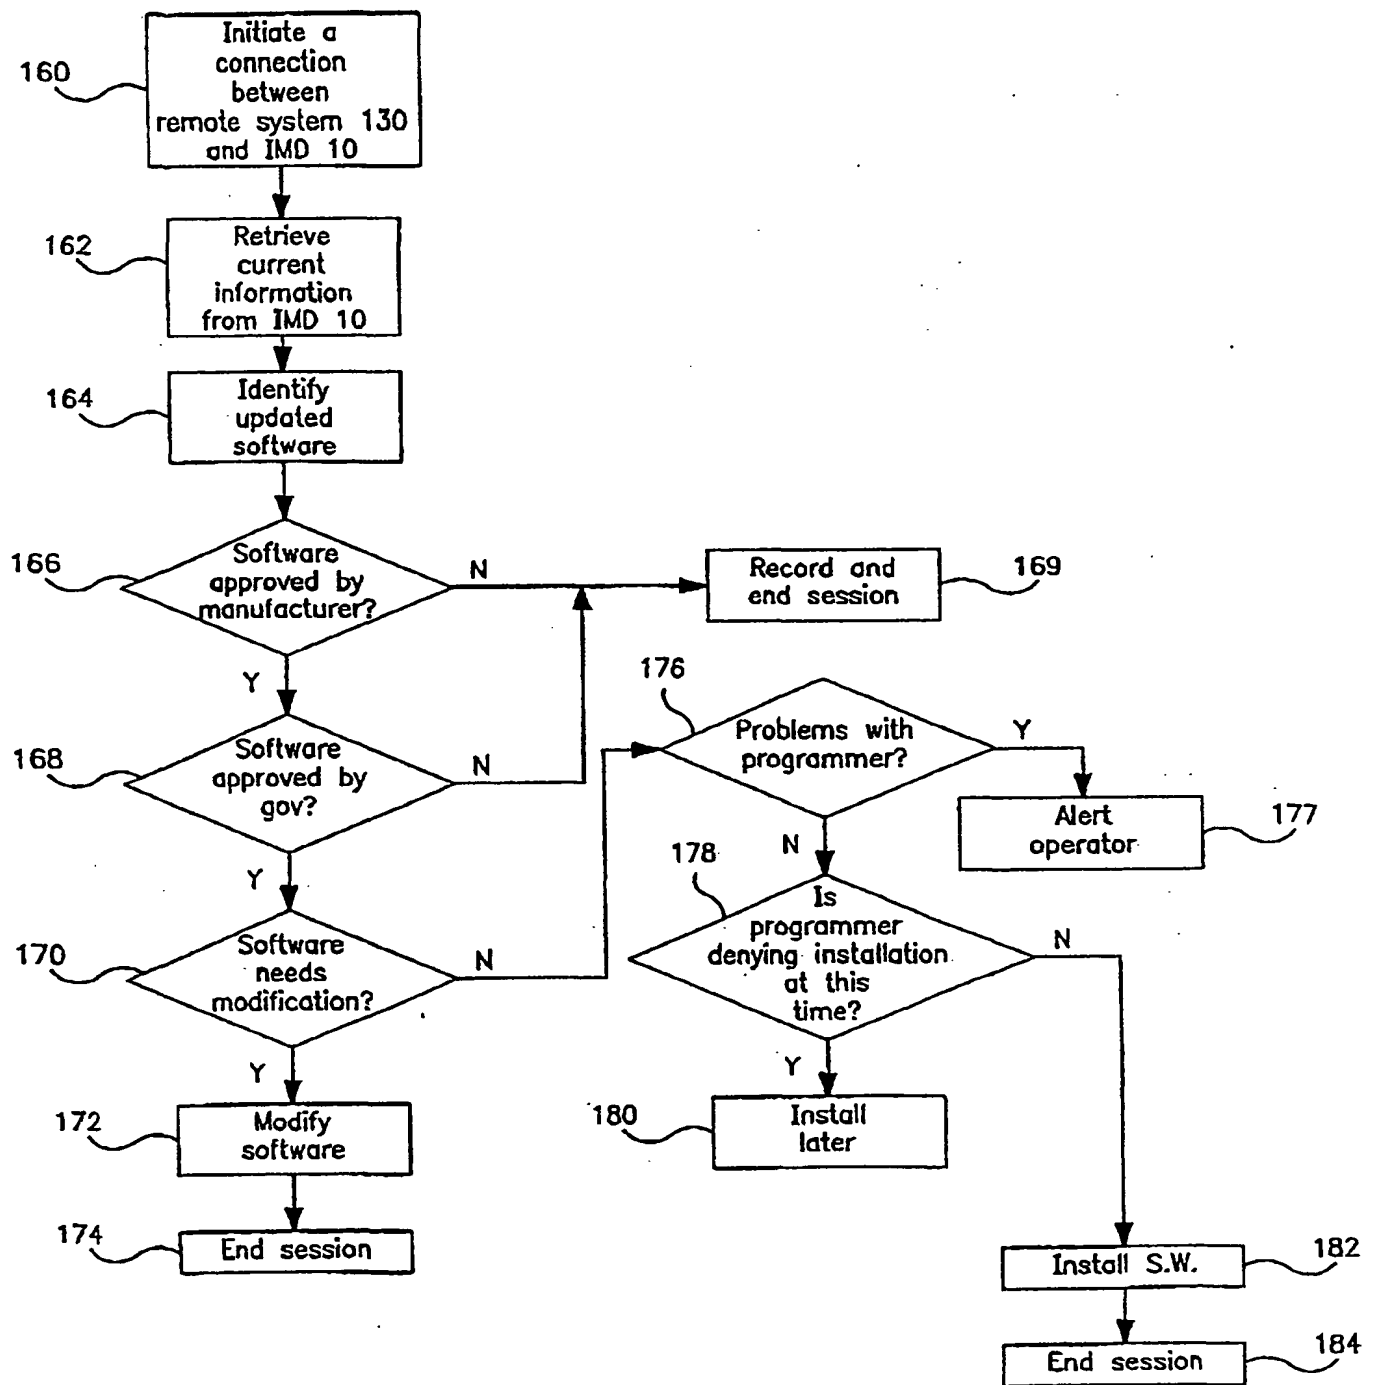 Initiate a
connection
between
remote system 130
and IMD 10
160
Retrieve
current
information
from IMD 10
162
Identify
updated
software
164
Software
approved by
manufacturer?
166
N
Y
Record and
end session
169
Software
approved by
gov?
168
N
Y
Software
needs
modification?
170
N
Y
Modify
software
172
End session
174
176
Problems with
programmer?
Y
N
Alert
operator
177
178
Is
programmer
denying installation
at this
time?
N
Y
Install
later
180
Install S.W.
182
End session
184